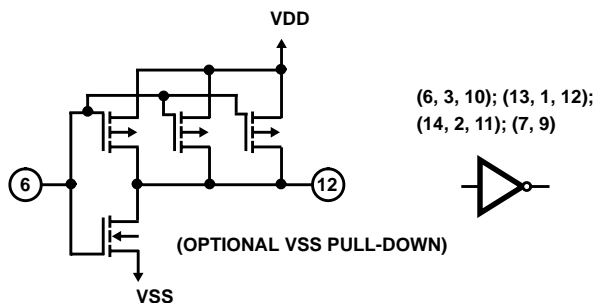 VDD
(6, 3, 10); (13, 1, 12);
(14, 2, 11); (7, 9)
6
12
(OPTIONAL VSS PULL-DOWN)
VSS